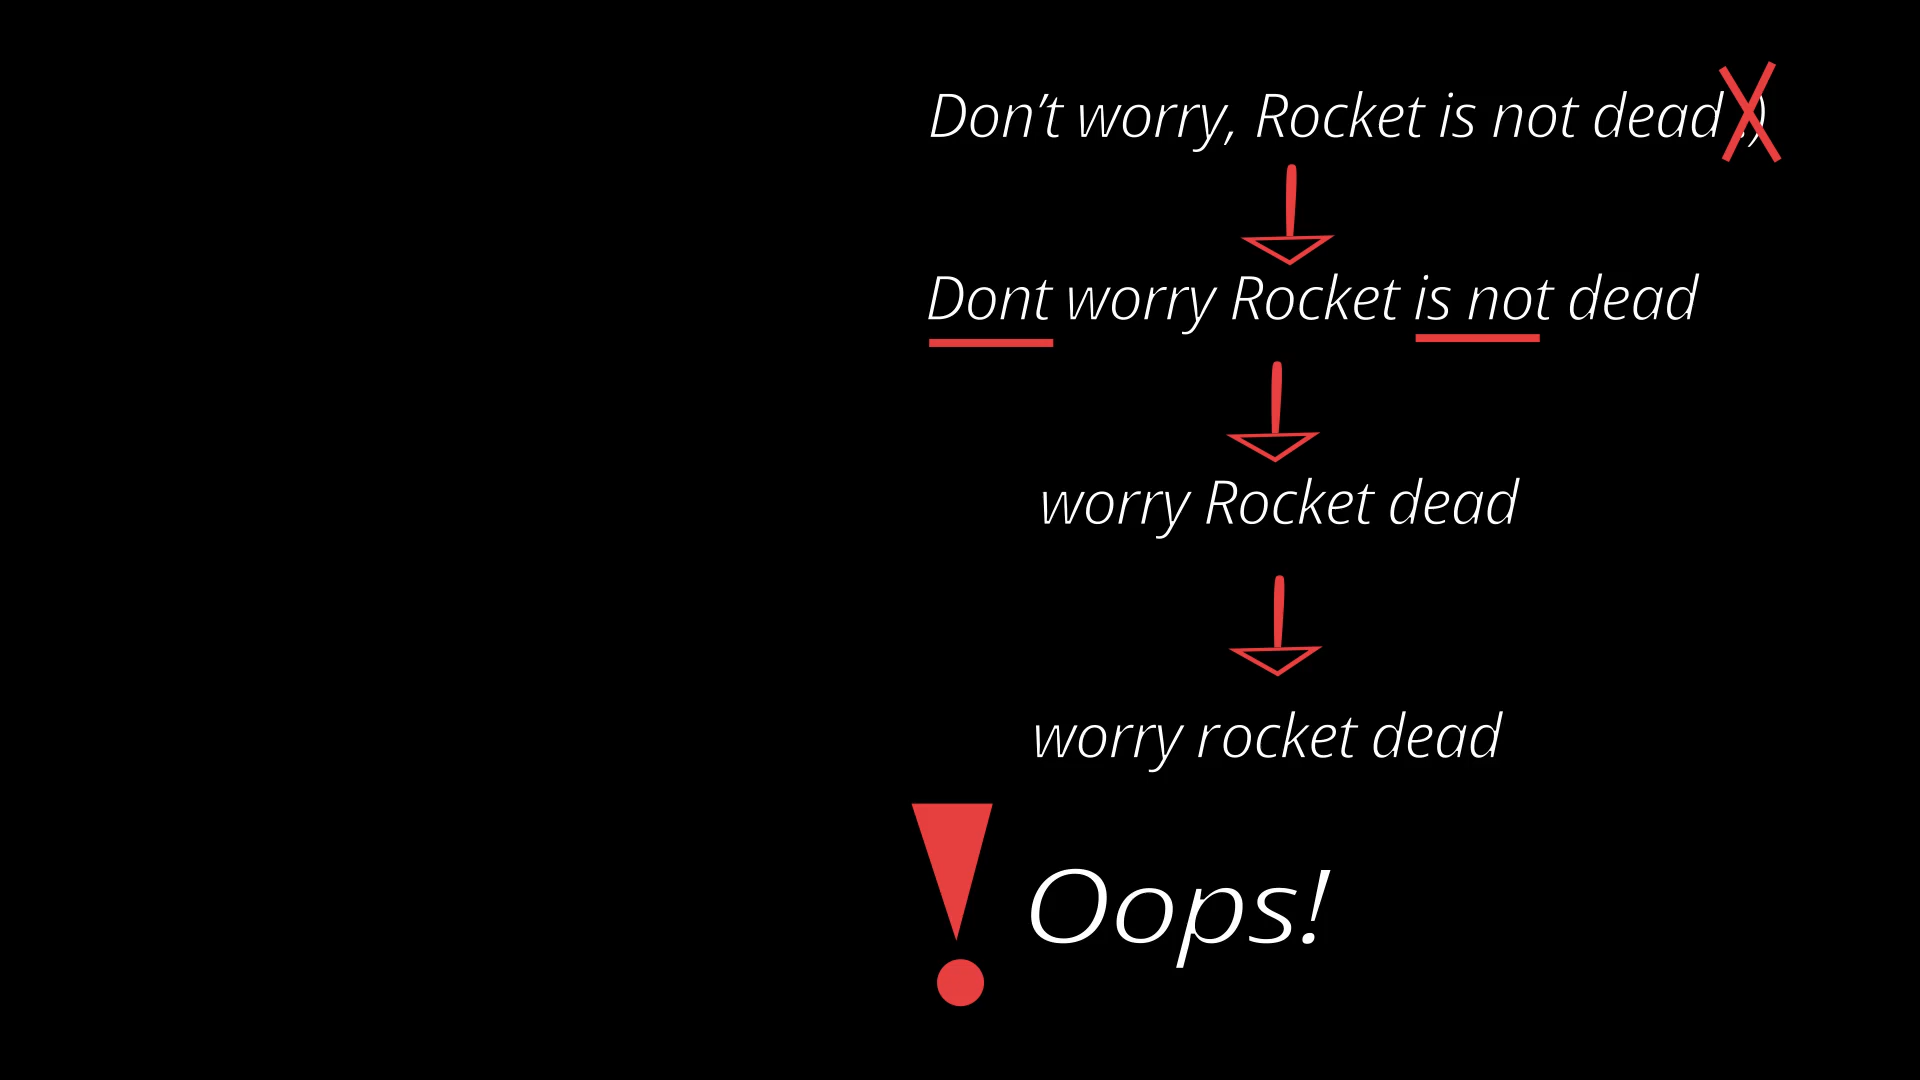 Don’t worry, Rocket is not dead :)
Dont worry Rocket is not dead
worry Rocket dead
worry rocket dead
Oops!